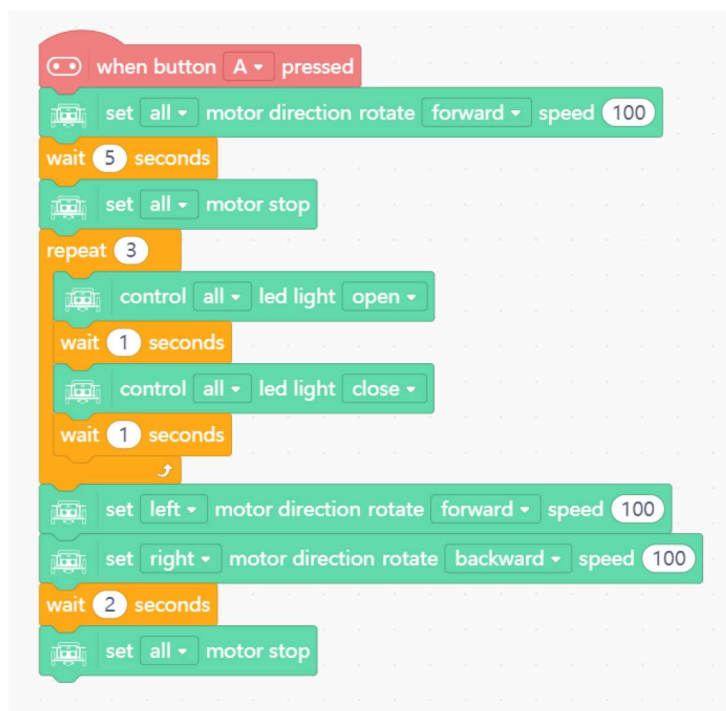 when button A pressed
set all motor direction rotate forward speed 100
wait 5 seconds
set all motor stop
repeat 3
control all led light open
wait 1 seconds
control all led light close
wait 1 seconds
set left motor direction rotate forward speed 100
set right motor direction rotate backward speed 100
wait 2 seconds
set all motor stop